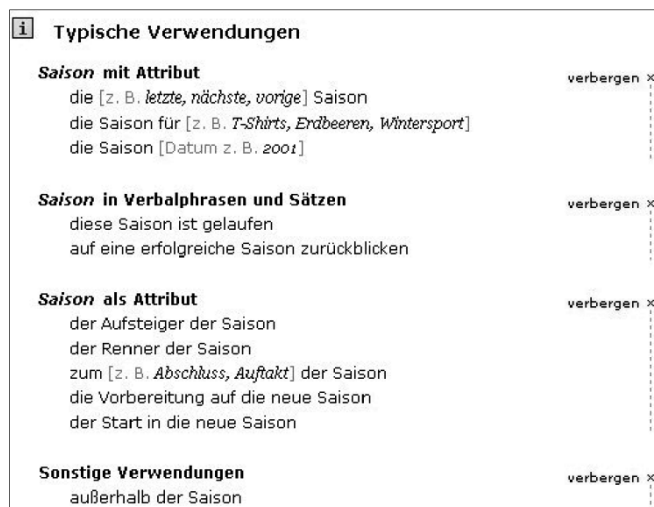 i Typische Verwendungen
Saison mit Attribut verbergen ×
die [z. B. letzte, nächste, vorige] Saison
die Saison für [z. B. T-Shirts, Erdbeeren, Wintersport]
die Saison [Datum z. B. 2001]
Saison in Verbalphrasen und Sätzen verbergen ×
diese Saison ist gelaufen
auf eine erfolgreiche Saison zurückblicken
Saison als Attribut verbergen ×
der Aufsteiger der Saison
der Renner der Saison
zum [z. B. Abschluss, Auftakt] der Saison
die Vorbereitung auf die neue Saison
der Start in die neue Saison
Sonstige Verwendungen verbergen ×
außerhalb der Saison